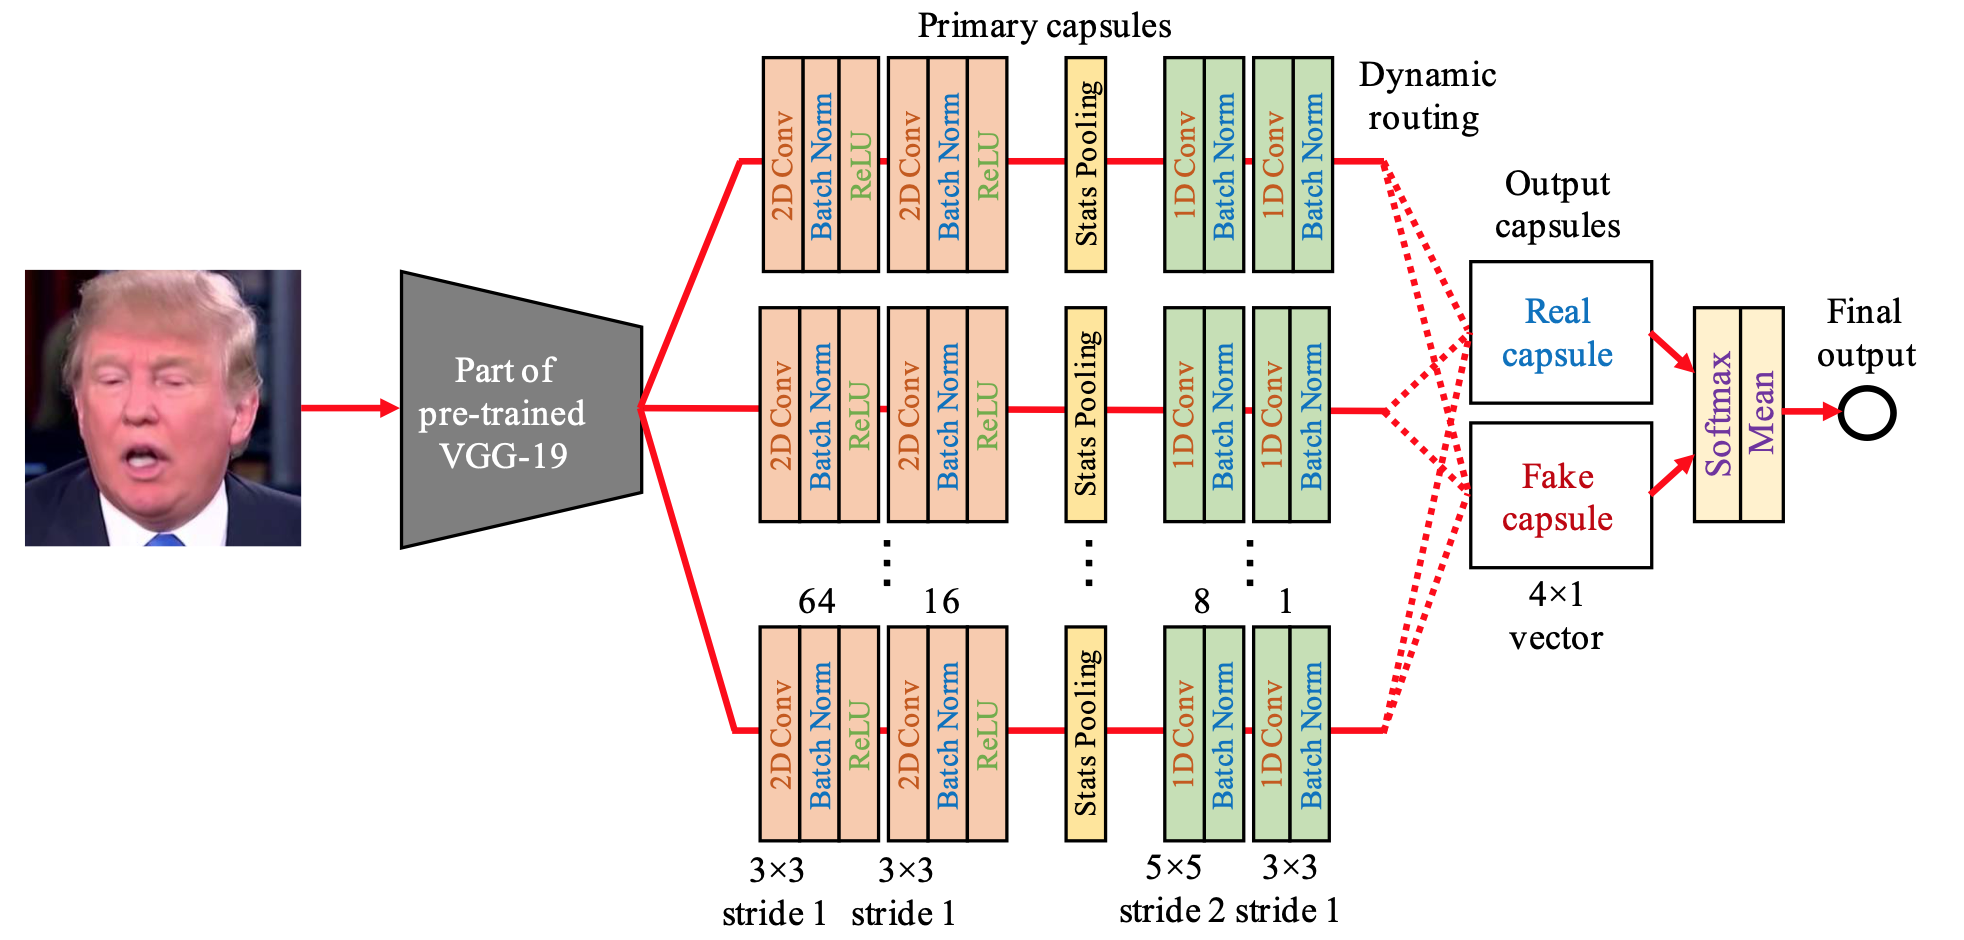 Primary capsules
Dynamic
routing
2D Conv
Batch Norm
ReLU
2D Conv
Batch Norm
ReLU
Stats Pooling
1D Conv
Batch Norm
1D Conv
Batch Norm
Output
capsules
Part of
pre-trained
VGG-19
2D Conv
Batch Norm
ReLU
2D Conv
Batch Norm
ReLU
Stats Pooling
1D Conv
Batch Norm
1D Conv
Batch Norm
Real
capsule
Fake
capsule
4×1
vector
Softmax
Mean
Final
output
64
16
8
1
2D Conv
Batch Norm
ReLU
2D Conv
Batch Norm
ReLU
Stats Pooling
1D Conv
Batch Norm
1D Conv
Batch Norm
3×3
stride 1
3×3
stride 1
5×5
stride 2
3×3
stride 1